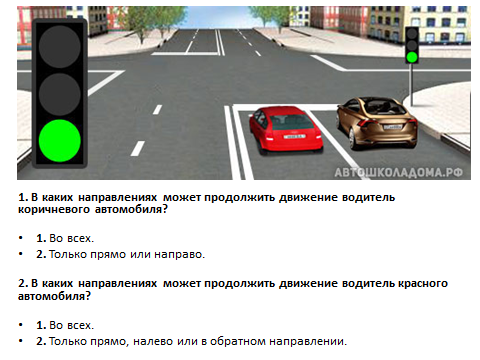 АВТОШКОЛАДОМА.РФ
1. В каких направлениях может продолжить движение водитель
коричневого автомобиля?
• 1. Во всех.
• 2. Только прямо или направо.
2. В каких направлениях может продолжить движение водитель красного
автомобиля?
• 1. Во всех.
• 2. Только прямо, налево или в обратном направлении.